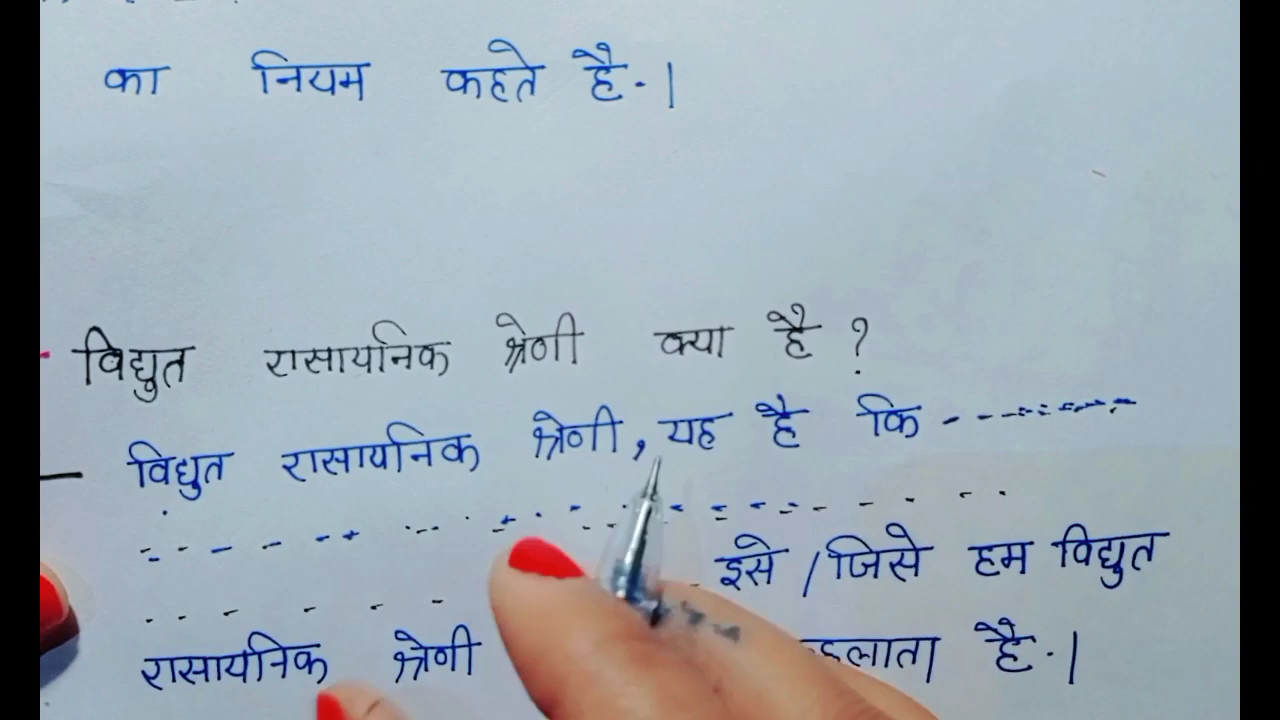 का नियम कहते है.।
विद्युत रासायनिक श्रेणी क्या है ?
— विद्युत रासायनिक श्रेणी, यह है कि ----------
इसे / जिसे हम विद्युत
रासायनिक श्रेणी है.।